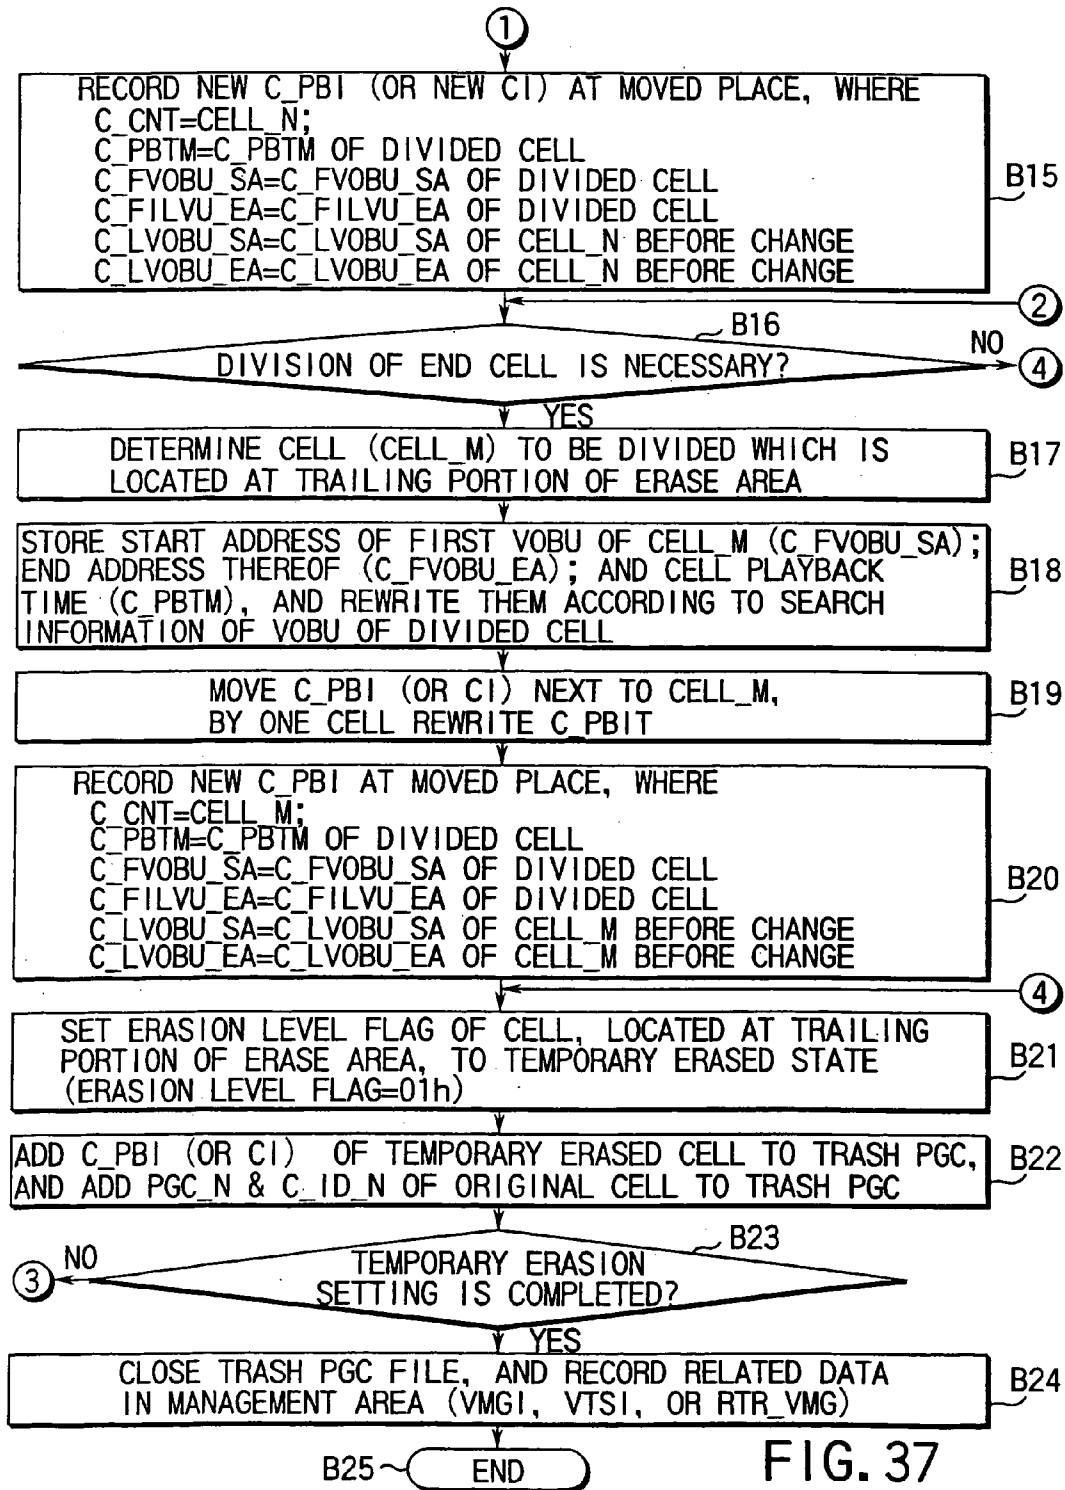 1
RECORD NEW C_PBI (OR NEW CI) AT MOVED PLACE, WHERE
C_CNT=CELL_N;
C_PBTM=C_PBTM OF DIVIDED CELL
C_FVOBU_SA=C_FVOBU_SA OF DIVIDED CELL
C_FILVU_EA=C_FILVU_EA OF DIVIDED CELL
C_LVOBU_SA=C_LVOBU_SA OF CELL_N BEFORE CHANGE
C_LVOBU_EA=C_LVOBU_EA OF CELL_N BEFORE CHANGE
B15
2
B16
DIVISION OF END CELL IS NECESSARY?
NO
4
YES
DETERMINE CELL (CELL_M) TO BE DIVIDED WHICH IS
LOCATED AT TRAILING PORTION OF ERASE AREA
B17
STORE START ADDRESS OF FIRST VOBU OF CELL_M (C_FVOBU_SA);
END ADDRESS THEREOF (C_FVOBU_EA); AND CELL PLAYBACK
TIME (C_PBTM), AND REWRITE THEM ACCORDING TO SEARCH
INFORMATION OF VOBU OF DIVIDED CELL
B18
MOVE C_PBI (OR CI) NEXT TO CELL_M,
BY ONE CELL REWRITE C_PBIT
B19
RECORD NEW C_PBI AT MOVED PLACE, WHERE
C_CNT=CELL_M;
C_PBTM=C_PBTM OF DIVIDED CELL
C_FVOBU_SA=C_FVOBU_SA OF DIVIDED CELL
C_FILVU_EA=C_FILVU_EA OF DIVIDED CELL
C_LVOBU_SA=C_LVOBU_SA OF CELL_M BEFORE CHANGE
C_LVOBU_EA=C_LVOBU_EA OF CELL_M BEFORE CHANGE
B20
4
SET ERASION LEVEL FLAG OF CELL, LOCATED AT TRAILING
PORTION OF ERASE AREA, TO TEMPORARY ERASED STATE
(ERASION LEVEL FLAG=01h)
B21
ADD C_PBI (OR CI) OF TEMPORARY ERASED CELL TO TRASH PGC,
AND ADD PGC_N & C_ID_N OF ORIGINAL CELL TO TRASH PGC
B22
B23
TEMPORARY ERASION
SETTING IS COMPLETED?
NO
3
YES
CLOSE TRASH PGC FILE, AND RECORD RELATED DATA
IN MANAGEMENT AREA (VMGI, VTSI, OR RTR_VMG)
B24
B25
END
FIG. 37